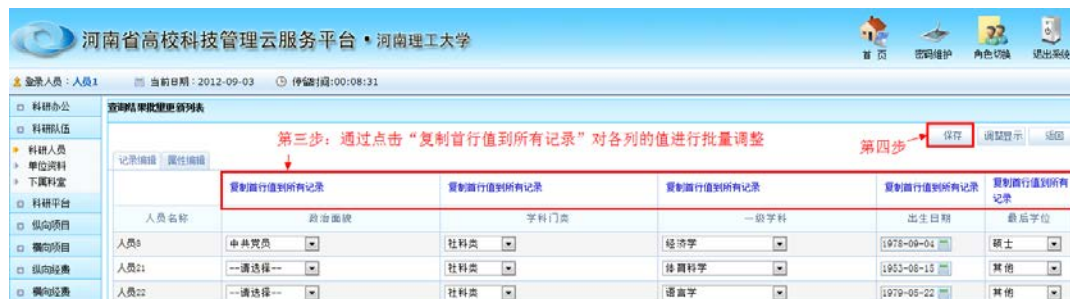 河南省高校科技管理云服务平台•河南理工大学
首 页 密码维护 角色切换 退出系统
登录人员：人员1 当前日期：2012-09-03 停留时间:00:08:31
科研办公
查询结果批量更新列表
科研队伍
第三步：通过点击“复制首行值到所有记录”对各列的值进行批量调整
第四步
保存 调整显示 返回
科研人员
单位资料
下属科室
科研平台
纵向项目
横向项目
纵向经费
横向经费
记录编辑 属性编辑
复制首行值到所有记录 复制首行值到所有记录 复制首行值到所有记录 复制首行值到所有记录 复制首行值到所有记录
人员名称 政治面貌 学科门类 一级学科 出生日期 最后学位
人员5 中共党员 社科类 经济学 1978-09-04 硕士
人员21 --请选择-- 社科类 体育科学 1953-08-15 其他
人员22 --请选择-- 社科类 语言学 1979-05-22 其他